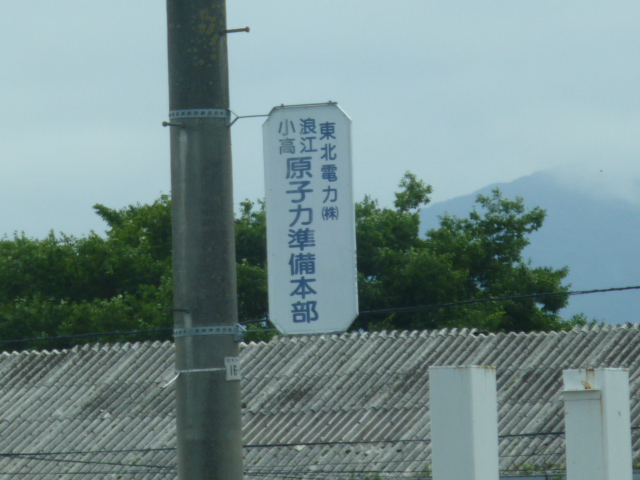 東北電力㈱
浪江
小高
原子力準備本部
16